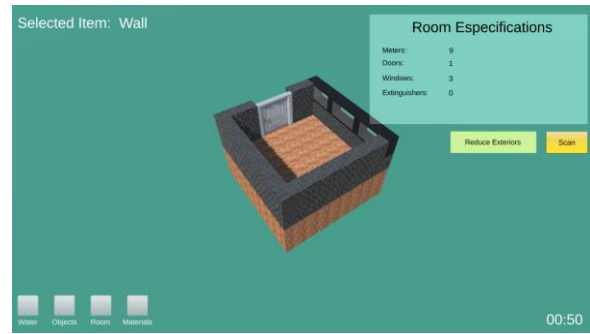 Selected Item: Wall
Room Especifications
Meters: 9
Doors: 1
Windows: 3
Extinguishers: 0
Reduce Exteriors
Scan
Water
Objects
Room
Materials
00:50